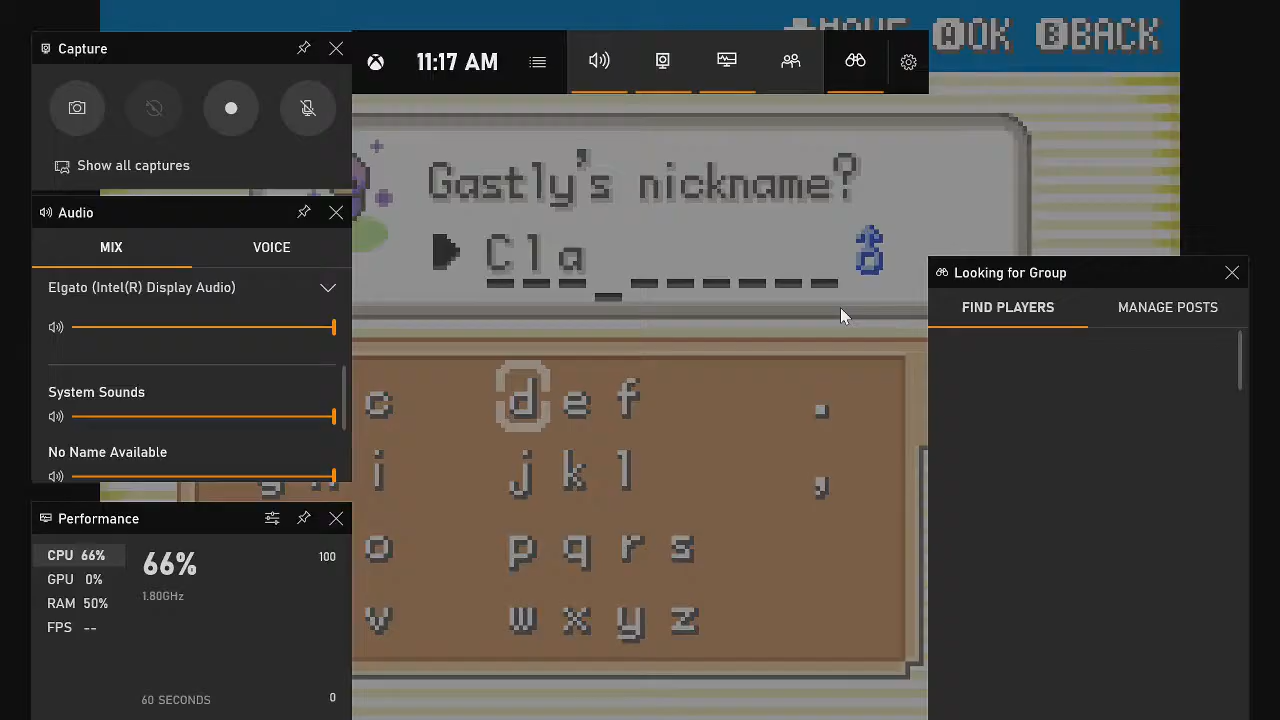 OK BACK
Capture
11:17 AM
Show all captures
Audio
MIX VOICE
Elgato (Intel(R) Display Audio)
System Sounds
No Name Available
Performance
CPU 66%
GPU 0%
RAM 50%
FPS --
66%
1.80GHz
100
60 SECONDS
0
Gastly's nickname?
Cla
c d e f .
i j k l ,
o p q r s
v w x y z
Looking for Group
FIND PLAYERS MANAGE POSTS